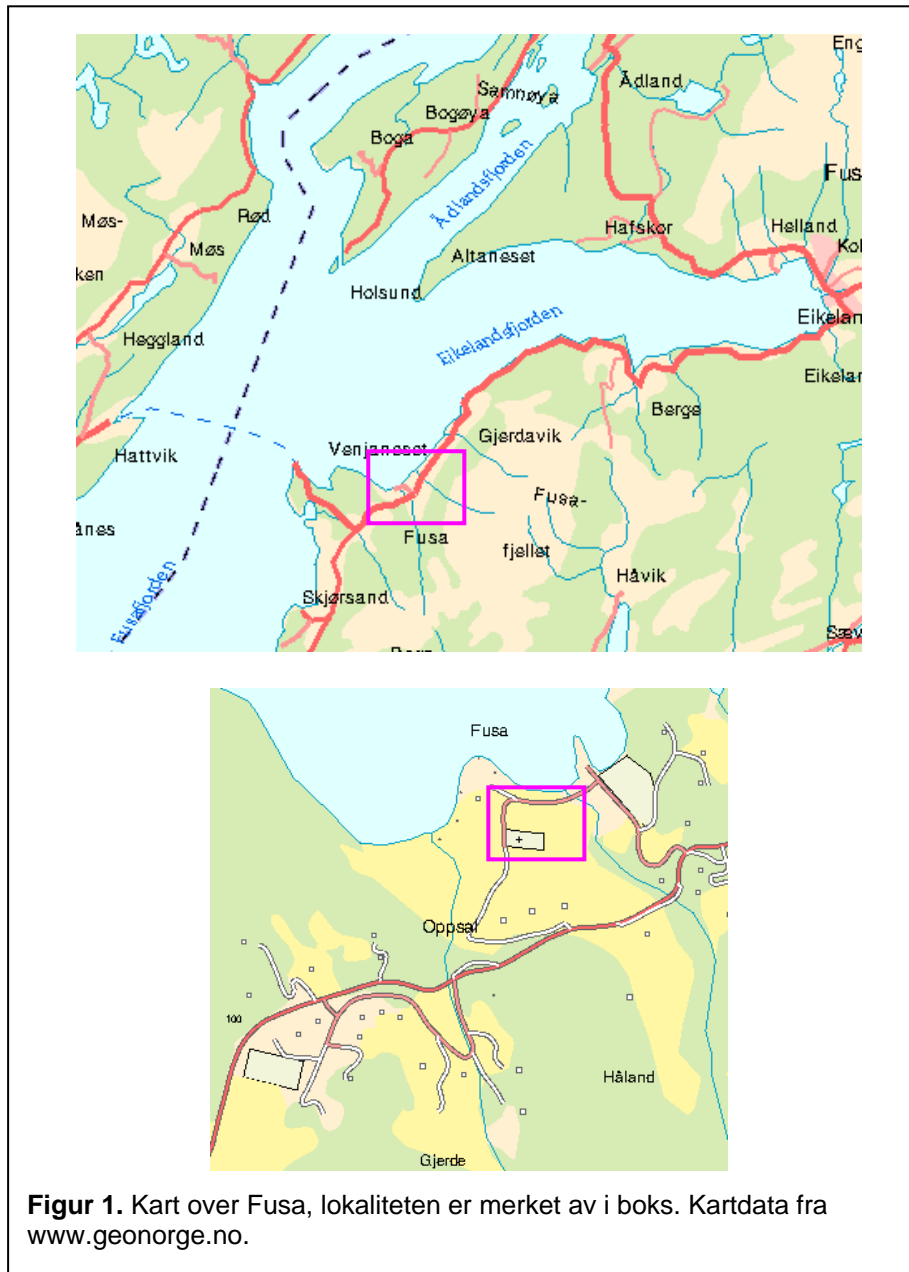 Eng
Ådland
Samnøya
Bogøya
Boga
Ådlandsfjorden
Fus
Rød
Møs-
Møs
Hafskor
Helland
Kol
Altaneset
ken
Holsund
Heggland
Eikelandsfjorden
Eikelan
Eikelan
Berge
Hattvik
Venjaneset
Gjerdavik
Fusa-
fjellet
ånes
Fusa
Håvik
Fusafjorden
Skjørsand
Sæv
Fusa
Oppsal
100
Håland
Gjerde
Figur 1. Kart over Fusa, lokaliteten er merket av i boks. Kartdata fra
www.geonorge.no.